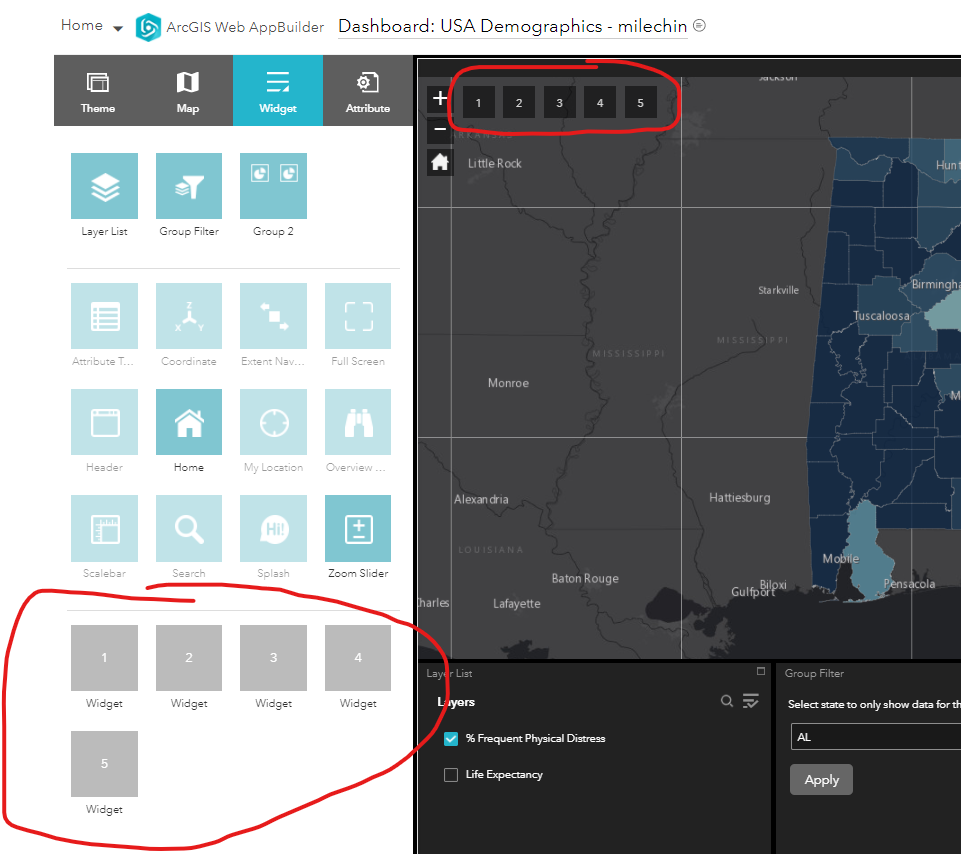 Home
ArcGIS Web AppBuilder
Dashboard: USA Demographics - milechin
Theme
Map
Widget
Attribute
Layer List
Group Filter
Group 2
Attribute T...
Coordinate
Extent Nav...
Full Screen
Z
X
Y
Header
Home
My Location
Overview ...
Hi!
Scalebar
Search
Splash
Zoom Slider
1
2
3
4
Widget
Widget
Widget
Widget
5
Widget
+
1
2
3
4
5
−
Jackson
ARKANSAS
Little Rock
Hunt
Starkville
Birmingha
Tuscaloosa
MISSISSIPPI
MISSISSIPPI
Monroe
M
Alexandria
Hattiesburg
LOUISIANA
Mobile
Baton Rouge
Biloxi
Pensacola
Gulfport
Charles
Lafayette
Layer List
Layers
% Frequent Physical Distress
Life Expectancy
Group Filter
Select state to only show data for th
AL
Apply